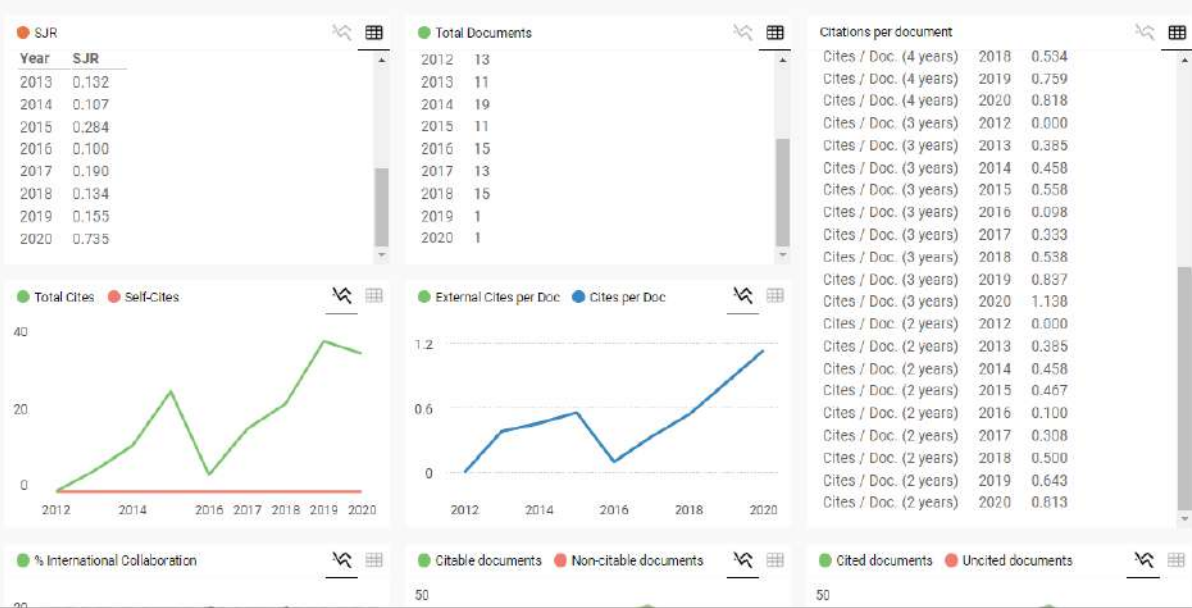 SJR
Year SJR
2013 0.132
2014 0.107
2015 0.284
2016 0.100
2017 0.190
2018 0.134
2019 0.155
2020 0.735
Total Documents
2012 13
2013 11
2014 19
2015 11
2016 15
2017 13
2018 15
2019 1
2020 1
Citations per document
Cites / Doc. (4 years) 2018 0.534
Cites / Doc. (4 years) 2019 0.759
Cites / Doc. (4 years) 2020 0.818
Cites / Doc. (3 years) 2012 0.000
Cites / Doc. (3 years) 2013 0.385
Cites / Doc. (3 years) 2014 0.458
Cites / Doc. (3 years) 2015 0.558
Cites / Doc. (3 years) 2016 0.098
Cites / Doc. (3 years) 2017 0.333
Cites / Doc. (3 years) 2018 0.538
Cites / Doc. (3 years) 2019 0.837
Cites / Doc. (3 years) 2020 1.138
Cites / Doc. (2 years) 2012 0.000
Cites / Doc. (2 years) 2013 0.385
Cites / Doc. (2 years) 2014 0.458
Cites / Doc. (2 years) 2015 0.467
Cites / Doc. (2 years) 2016 0.100
Cites / Doc. (2 years) 2017 0.308
Cites / Doc. (2 years) 2018 0.500
Cites / Doc. (2 years) 2019 0.643
Cites / Doc. (2 years) 2020 0.813
Total Cites Self-Cites
40
20
0
2012 2014 2016 2017 2018 2019 2020
External Cites per Doc Cites per Doc
1.2
0.6
0
2012 2014 2016 2018 2020
% International Collaboration
Citable documents Non-citable documents
50
Cited documents Uncited documents
50